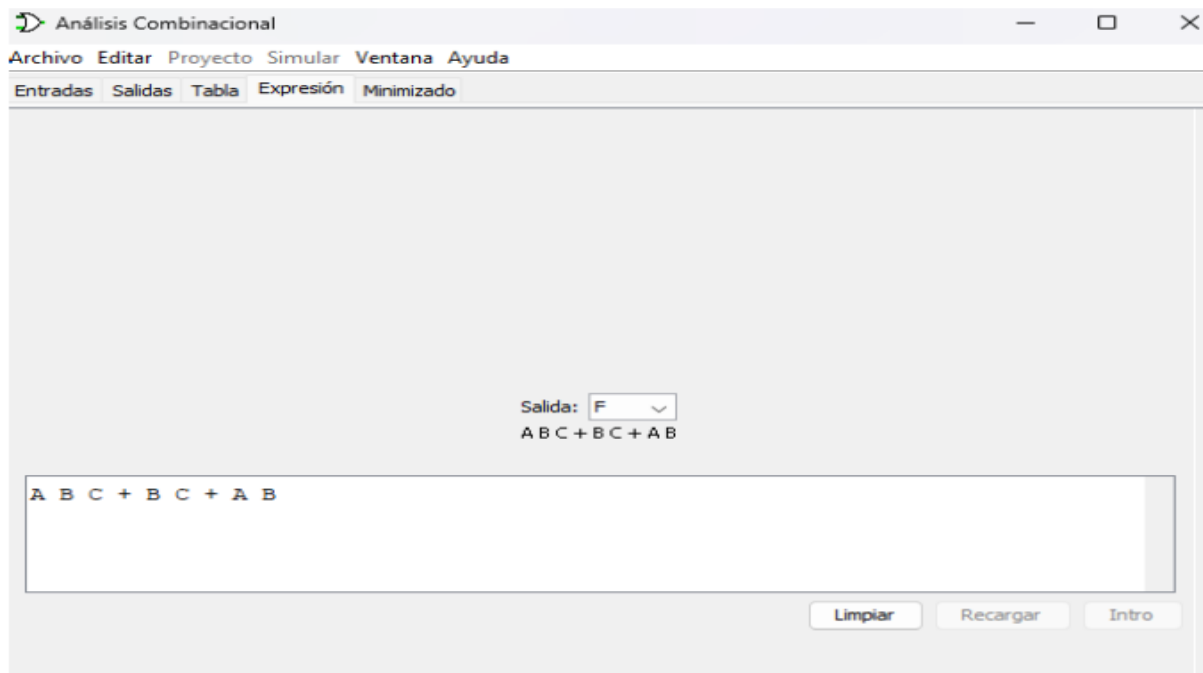 Análisis Combinacional
Archivo Editar Proyecto Simular Ventana Ayuda
Entradas Salidas Tabla Expresión Minimizado
Salida: F
A B C + B C + A B
A B C + B C + A B
Limpiar Recargar Intro